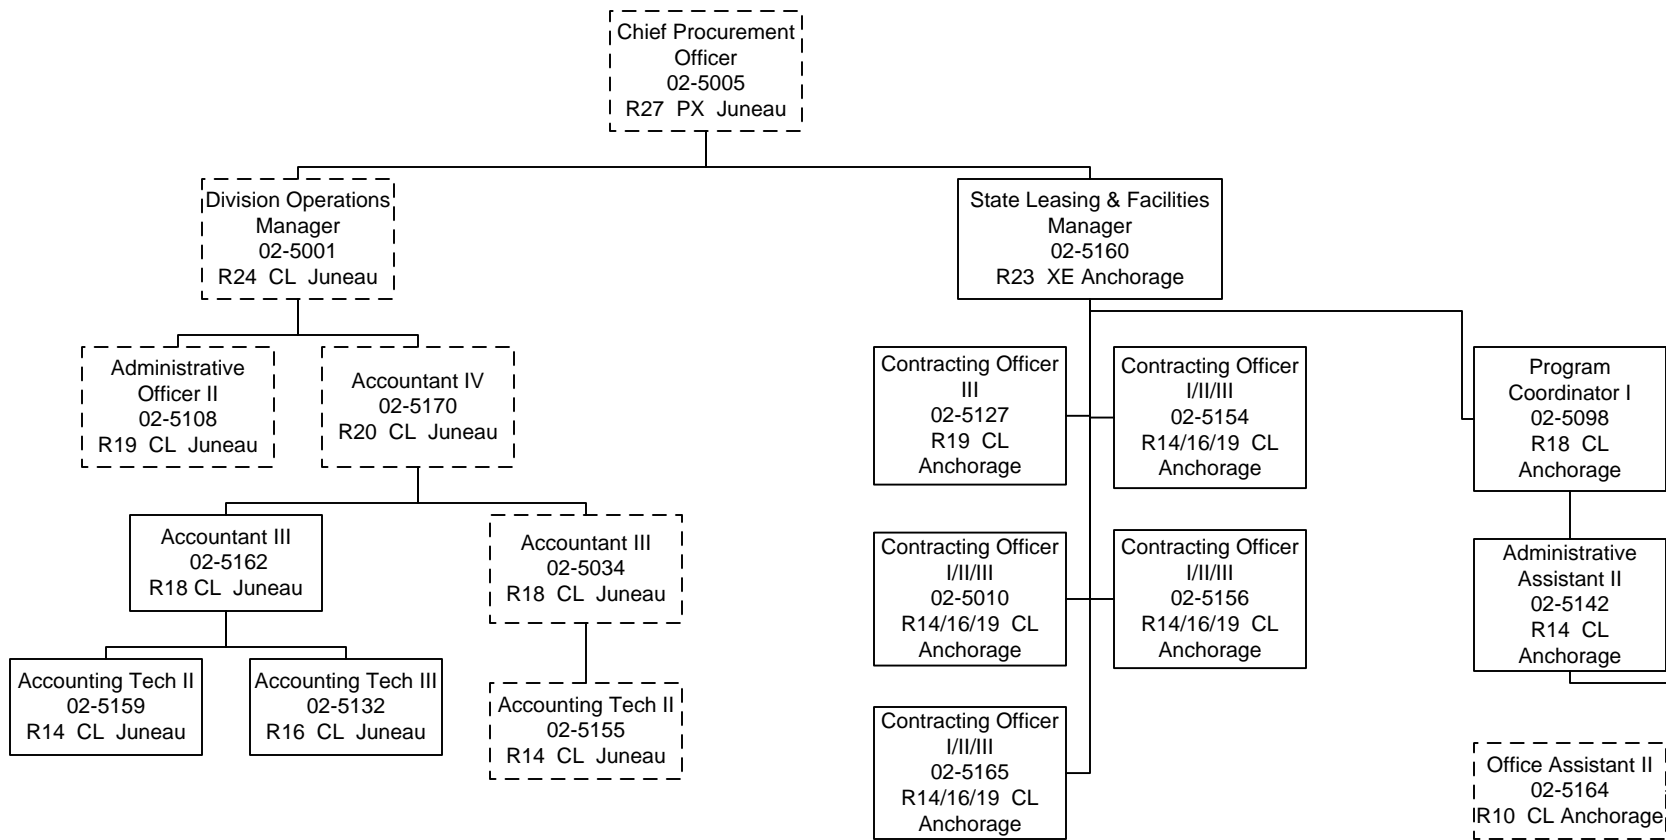 Chief Procurement
Officer
02-5005
R27 PX Juneau
Division Operations
Manager
02-5001
R24 CL Juneau
State Leasing & Facilities
Manager
02-5160
R23 XE Anchorage
Administrative
Officer II
02-5108
R19 CL Juneau
Accountant IV
02-5170
R20 CL Juneau
Contracting Officer
III
02-5127
R19 CL
Anchorage
Contracting Officer
I/II/III
02-5154
R14/16/19 CL
Anchorage
Program
Coordinator I
02-5098
R18 CL
Anchorage
Accountant III
02-5162
R18 CL Juneau
Accountant III
02-5034
R18 CL Juneau
Contracting Officer
I/II/III
02-5010
R14/16/19 CL
Anchorage
Contracting Officer
I/II/III
02-5156
R14/16/19 CL
Anchorage
Administrative
Assistant II
02-5142
R14 CL
Anchorage
Accounting Tech II
02-5159
R14 CL Juneau
Accounting Tech III
02-5132
R16 CL Juneau
Accounting Tech II
02-5155
R14 CL Juneau
Contracting Officer
I/II/III
02-5165
R14/16/19 CL
Anchorage
Office Assistant II
02-5164
R10 CL Anchorage